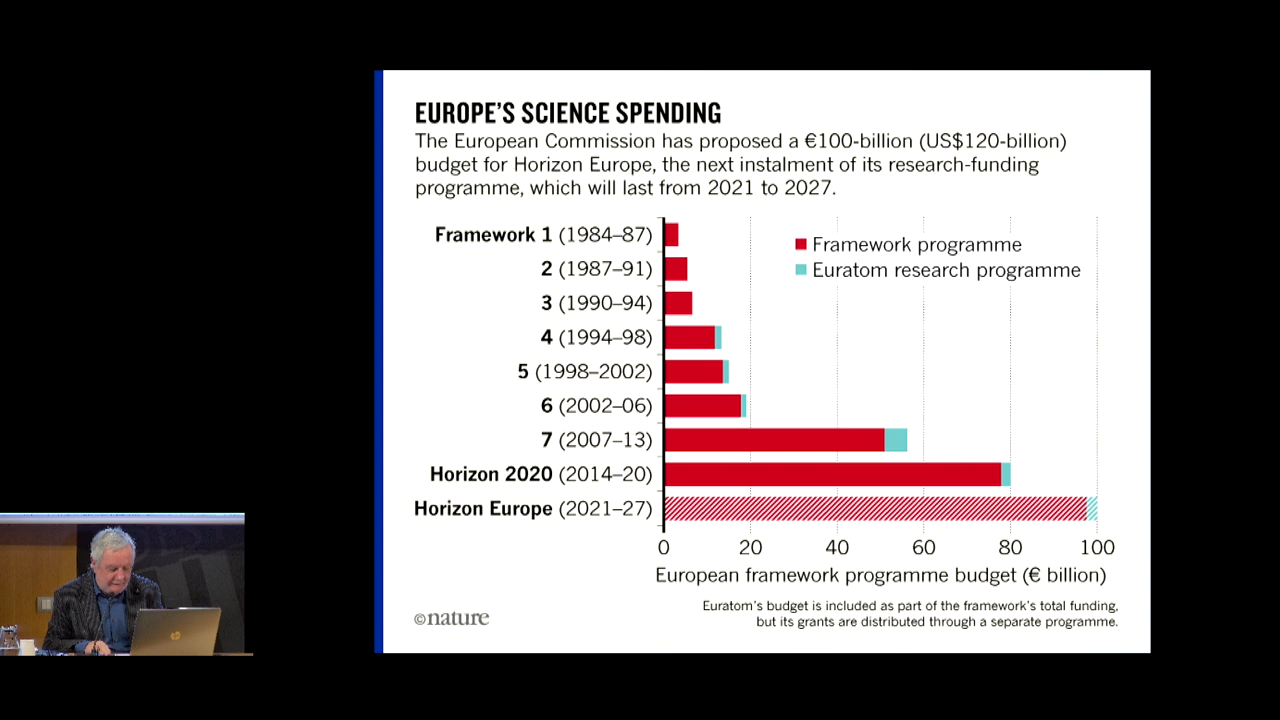 EUROPE'S SCIENCE SPENDING
The European Commission has proposed a €100-billion (US$120-billion)
budget for Horizon Europe, the next instalment of its research-funding
programme, which will last from 2021 to 2027.
Framework 1 (1984–87)
2 (1987–91)
3 (1990–94)
4 (1994–98)
5 (1998–2002)
6 (2002–06)
7 (2007–13)
Horizon 2020 (2014–20)
Horizon Europe (2021–27)
Framework programme
Euratom research programme
0 20 40 60 80 100
European framework programme budget (€ billion)
Euratom's budget is included as part of the framework's total funding,
but its grants are distributed through a separate programme.
©nature